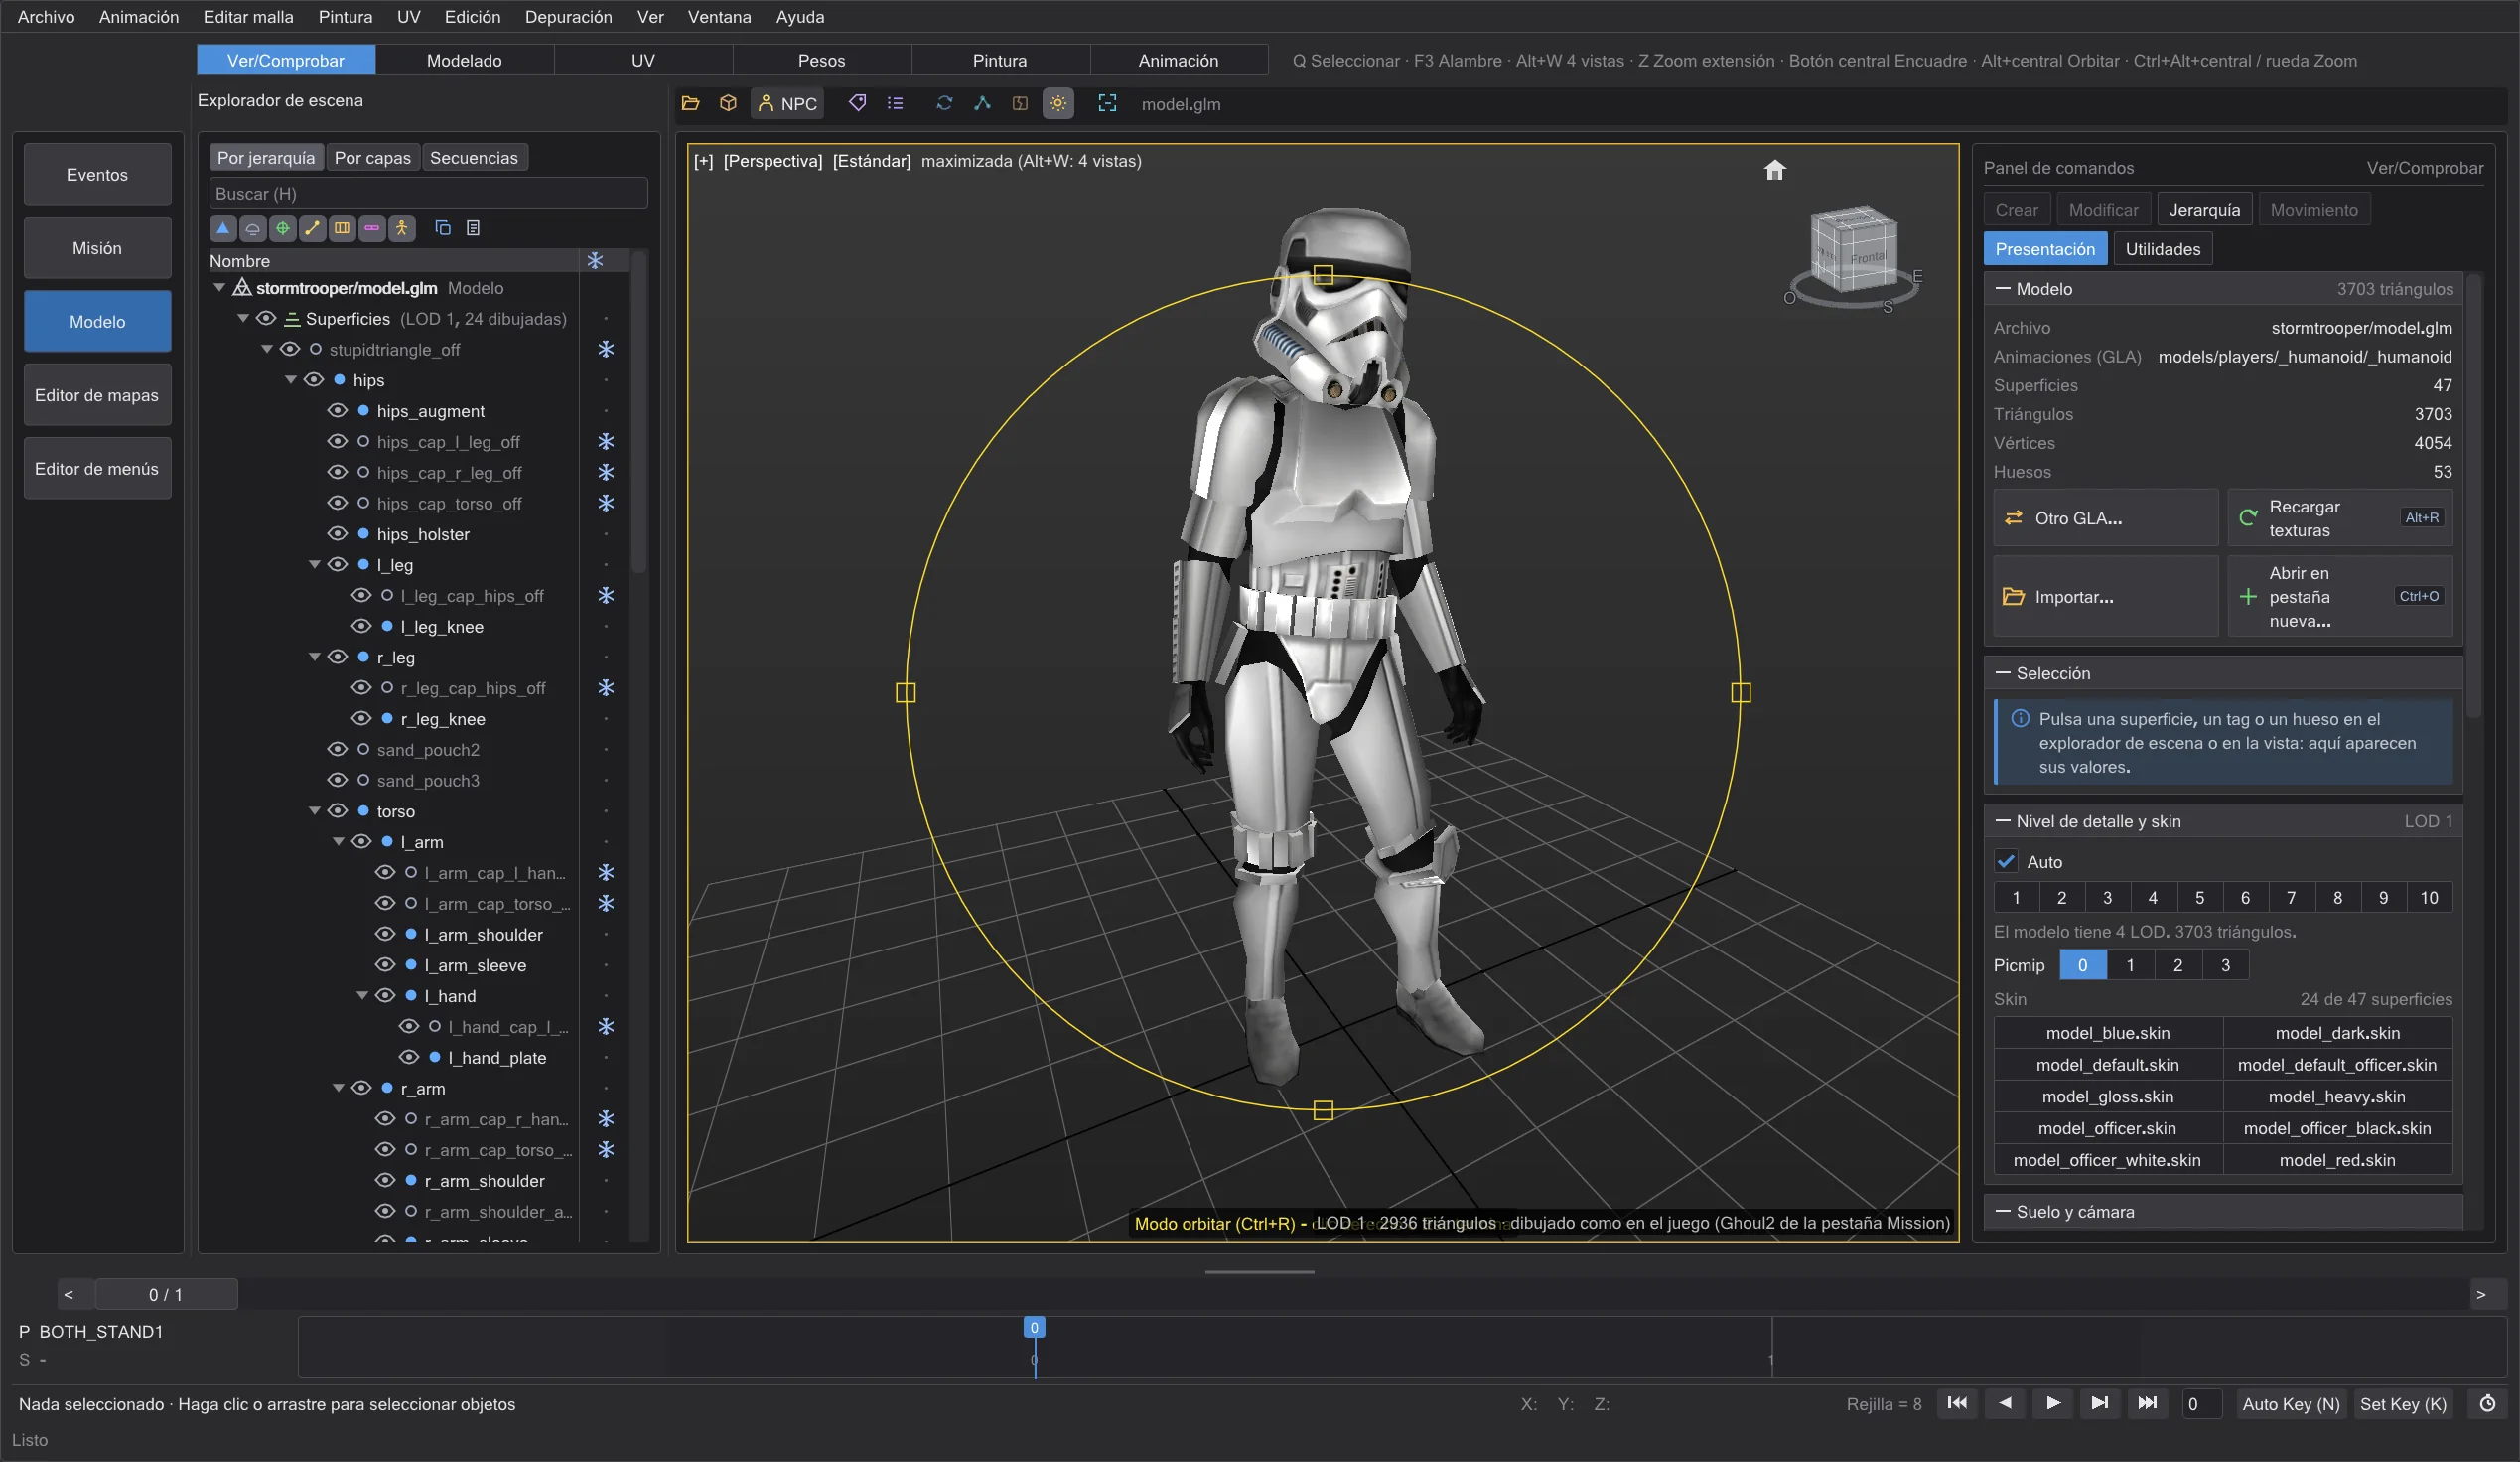 Archivo Animación Editar malla Pintura UV Edición Depuración Ver Ventana Ayuda
Ver/Comprobar Modelado UV Pesos Pintura Animación Q Seleccionar · F3 Alambre · Alt+W 4 vistas · Z Zoom extensión · Botón central Encuadre · Alt+central Orbitar · Ctrl+Alt+central / rueda Zoom
Explorador de escena
NPC model.glm
Eventos
Misión
Modelo
Editor de mapas
Editor de menús
Por jerarquía Por capas Secuencias
Buscar (H)
Nombre
stormtrooper/model.glm Modelo
Superficies (LOD 1, 24 dibujadas)
stupidtriangle_off
hips
hips_augment
hips_cap_l_leg_off
hips_cap_r_leg_off
hips_cap_torso_off
hips_holster
l_leg
l_leg_cap_hips_off
l_leg_knee
r_leg
r_leg_cap_hips_off
r_leg_knee
sand_pouch2
sand_pouch3
torso
l_arm
l_arm_cap_l_han...
l_arm_cap_torso_...
l_arm_shoulder
l_arm_sleeve
l_hand
l_hand_cap_l_...
l_hand_plate
r_arm
r_arm_cap_r_han...
r_arm_cap_torso_...
r_arm_shoulder
r_arm_shoulder_a...
r_arm_sleeve
[+] [Perspectiva] [Estándar] maximizada (Alt+W: 4 vistas)
Frontal
E
O
S
Modo orbitar (Ctrl+R) - LOD 1 · 2936 triángulos · dibujado como en el juego (Ghoul2 de la pestaña Mission)
Panel de comandos Ver/Comprobar
Crear Modificar Jerarquía Movimiento
Presentación Utilidades
Modelo 3703 triángulos
Archivo stormtrooper/model.glm
Animaciones (GLA) models/players/_humanoid/_humanoid
Superficies 47
Triángulos 3703
Vértices 4054
Huesos 53
Otro GLA...
Recargar texturas Alt+R
Importar...
Abrir en pestaña nueva... Ctrl+O
Selección
Pulsa una superficie, un tag o un hueso en el
explorador de escena o en la vista: aquí aparecen
sus valores.
Nivel de detalle y skin LOD 1
Auto
1 2 3 4 5 6 7 8 9 10
El modelo tiene 4 LOD. 3703 triángulos.
Picmip 0 1 2 3
Skin 24 de 47 superficies
model_blue.skin model_dark.skin
model_default.skin model_default_officer.skin
model_gloss.skin model_heavy.skin
model_officer.skin model_officer_black.skin
model_officer_white.skin model_red.skin
Suelo y cámara
< 0 / 1 >
P BOTH_STAND1
S -
0
0 1
Nada seleccionado · Haga clic o arrastre para seleccionar objetos X: Y: Z: Rejilla = 8 0 Auto Key (N) Set Key (K)
Listo